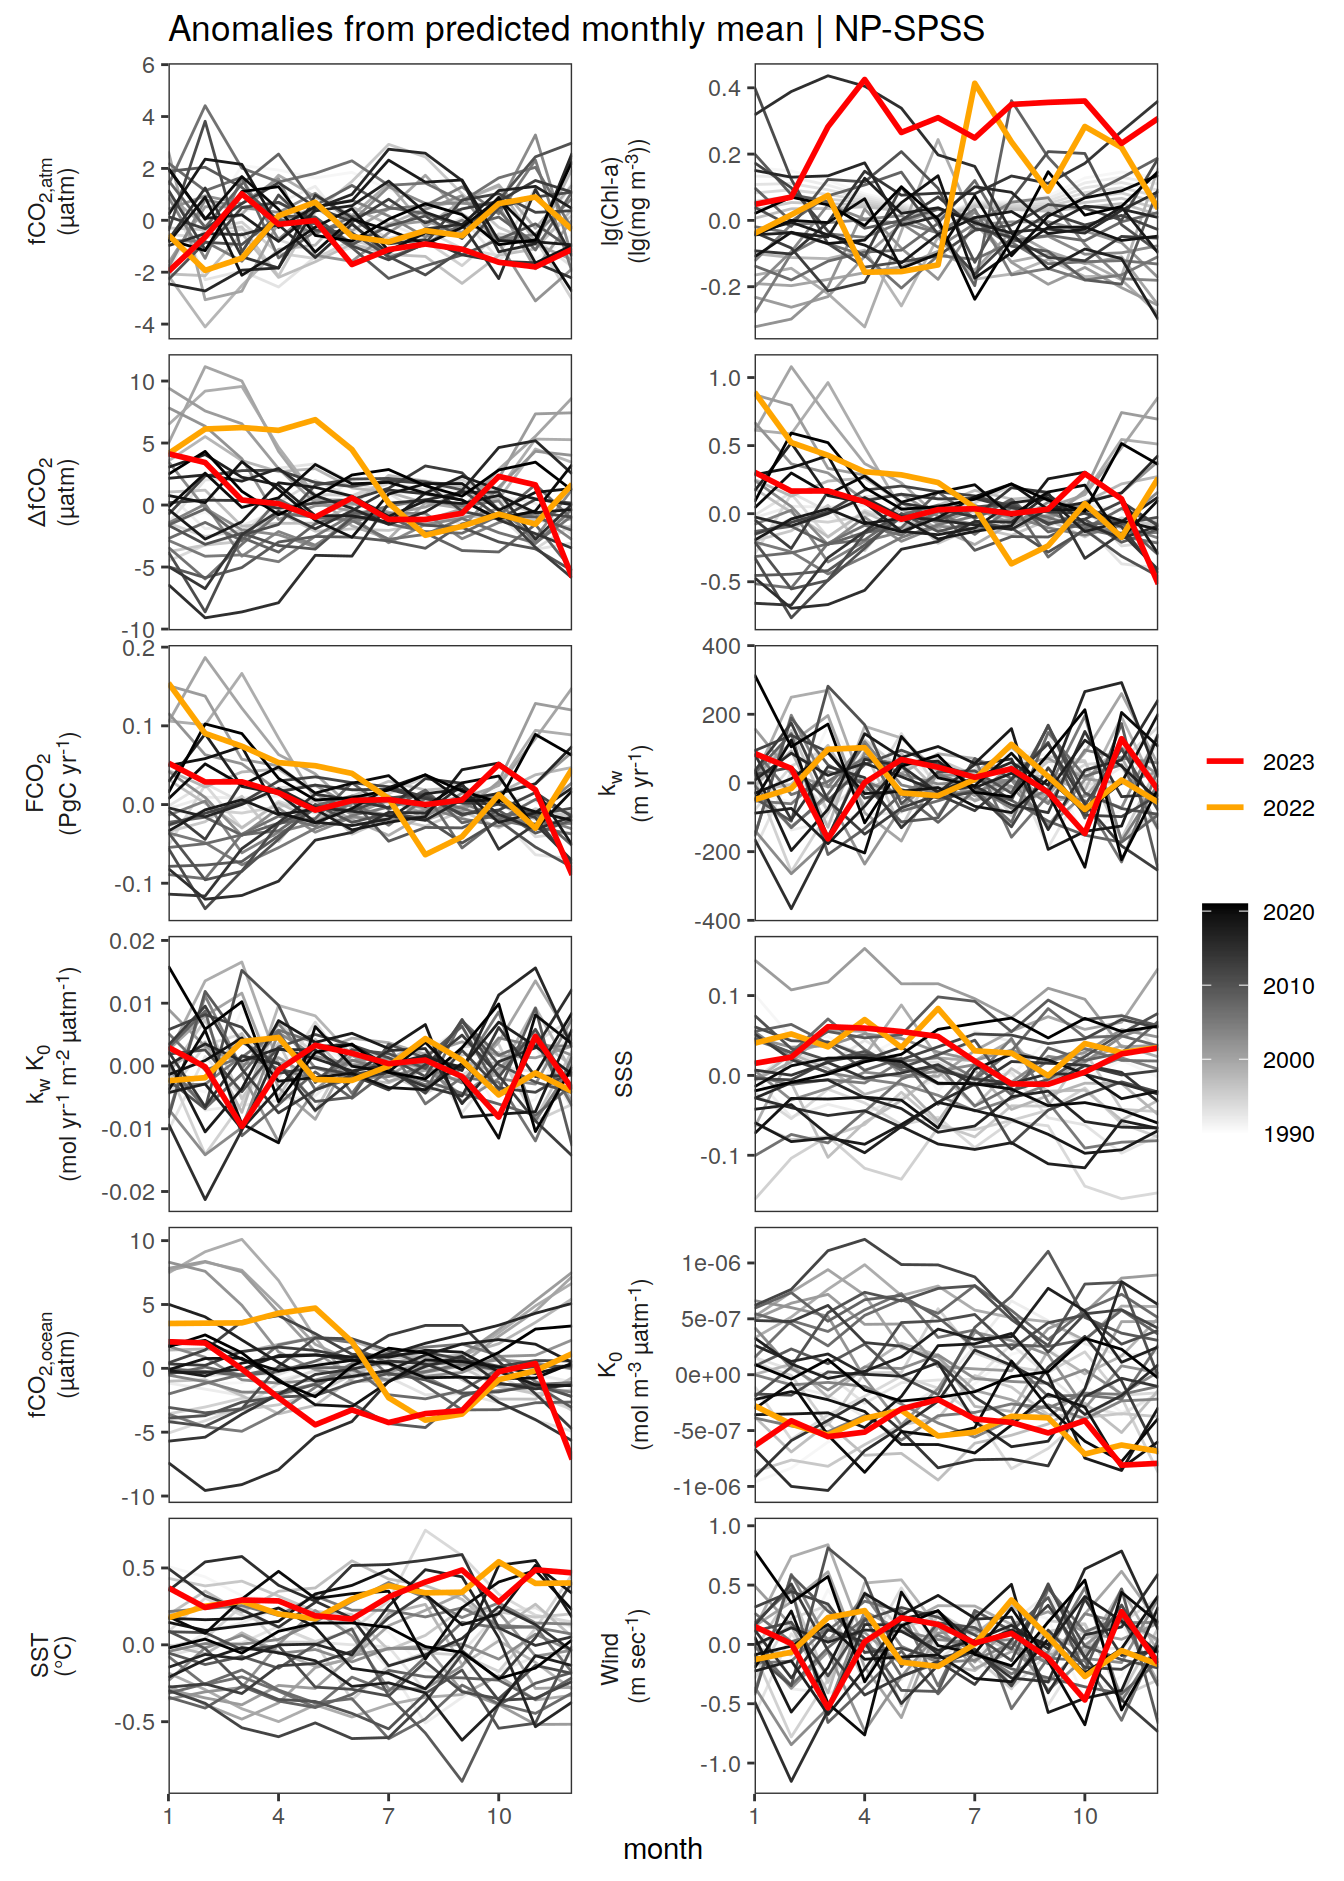 Anomalies from predicted monthly mean | NP-SPSS
fCO2,atm
(µatm)
6
4
2
0
-2
-4
lg(Chl-a)
(lg(mg m-3))
0.4
0.2
0.0
-0.2
ΔfCO2
(µatm)
10
5
0
-5
-10
1.0
0.5
0.0
-0.5
FCO2
(PgC yr-1)
0.2
0.1
0.0
-0.1
kw
(m yr-1)
400
200
0
-200
-400
kw K0
(mol yr-1 m-2 µatm-1)
0.02
0.01
0.00
-0.01
-0.02
SSS
0.1
0.0
-0.1
fCO2,ocean
(µatm)
10
5
0
-5
-10
K0
(mol m-3 µatm-1)
1e-06
5e-07
0e+00
-5e-07
-1e-06
SST
(°C)
0.5
0.0
-0.5
1
4
7
10
Wind
(m sec-1)
1.0
0.5
0.0
-0.5
-1.0
1
4
7
10
month
2023
2022
2020
2010
2000
1990